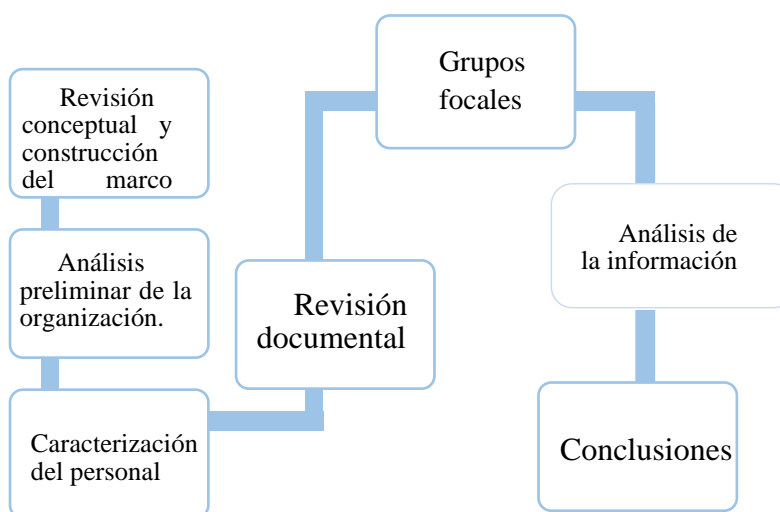 Revisión
conceptual y
construcción
del marco
Análisis
preliminar de la
organización.
Caracterización
del personal
Revisión
documental
Grupos
focales
Análisis de
la información
Conclusiones